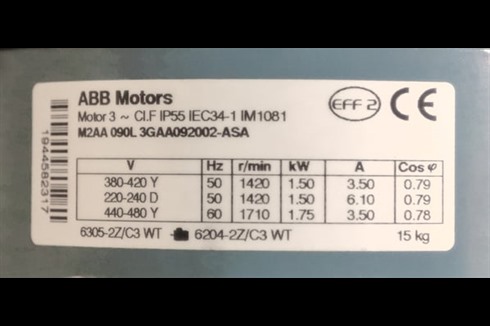 ABB Motors
Motor 3 ~ Cl.F IP55 IEC34-1 IM1081
M2AA 090L 3GAA092002-ASA
EFF 2
CE
V Hz r/min kW A Cos φ
380-420 Y 50 1420 1.50 3.50 0.79
220-240 D 50 1420 1.50 6.10 0.79
440-480 Y 60 1710 1.75 3.50 0.78
6305-2Z/C3 WT 6204-2Z/C3 WT 15 kg
1944582317